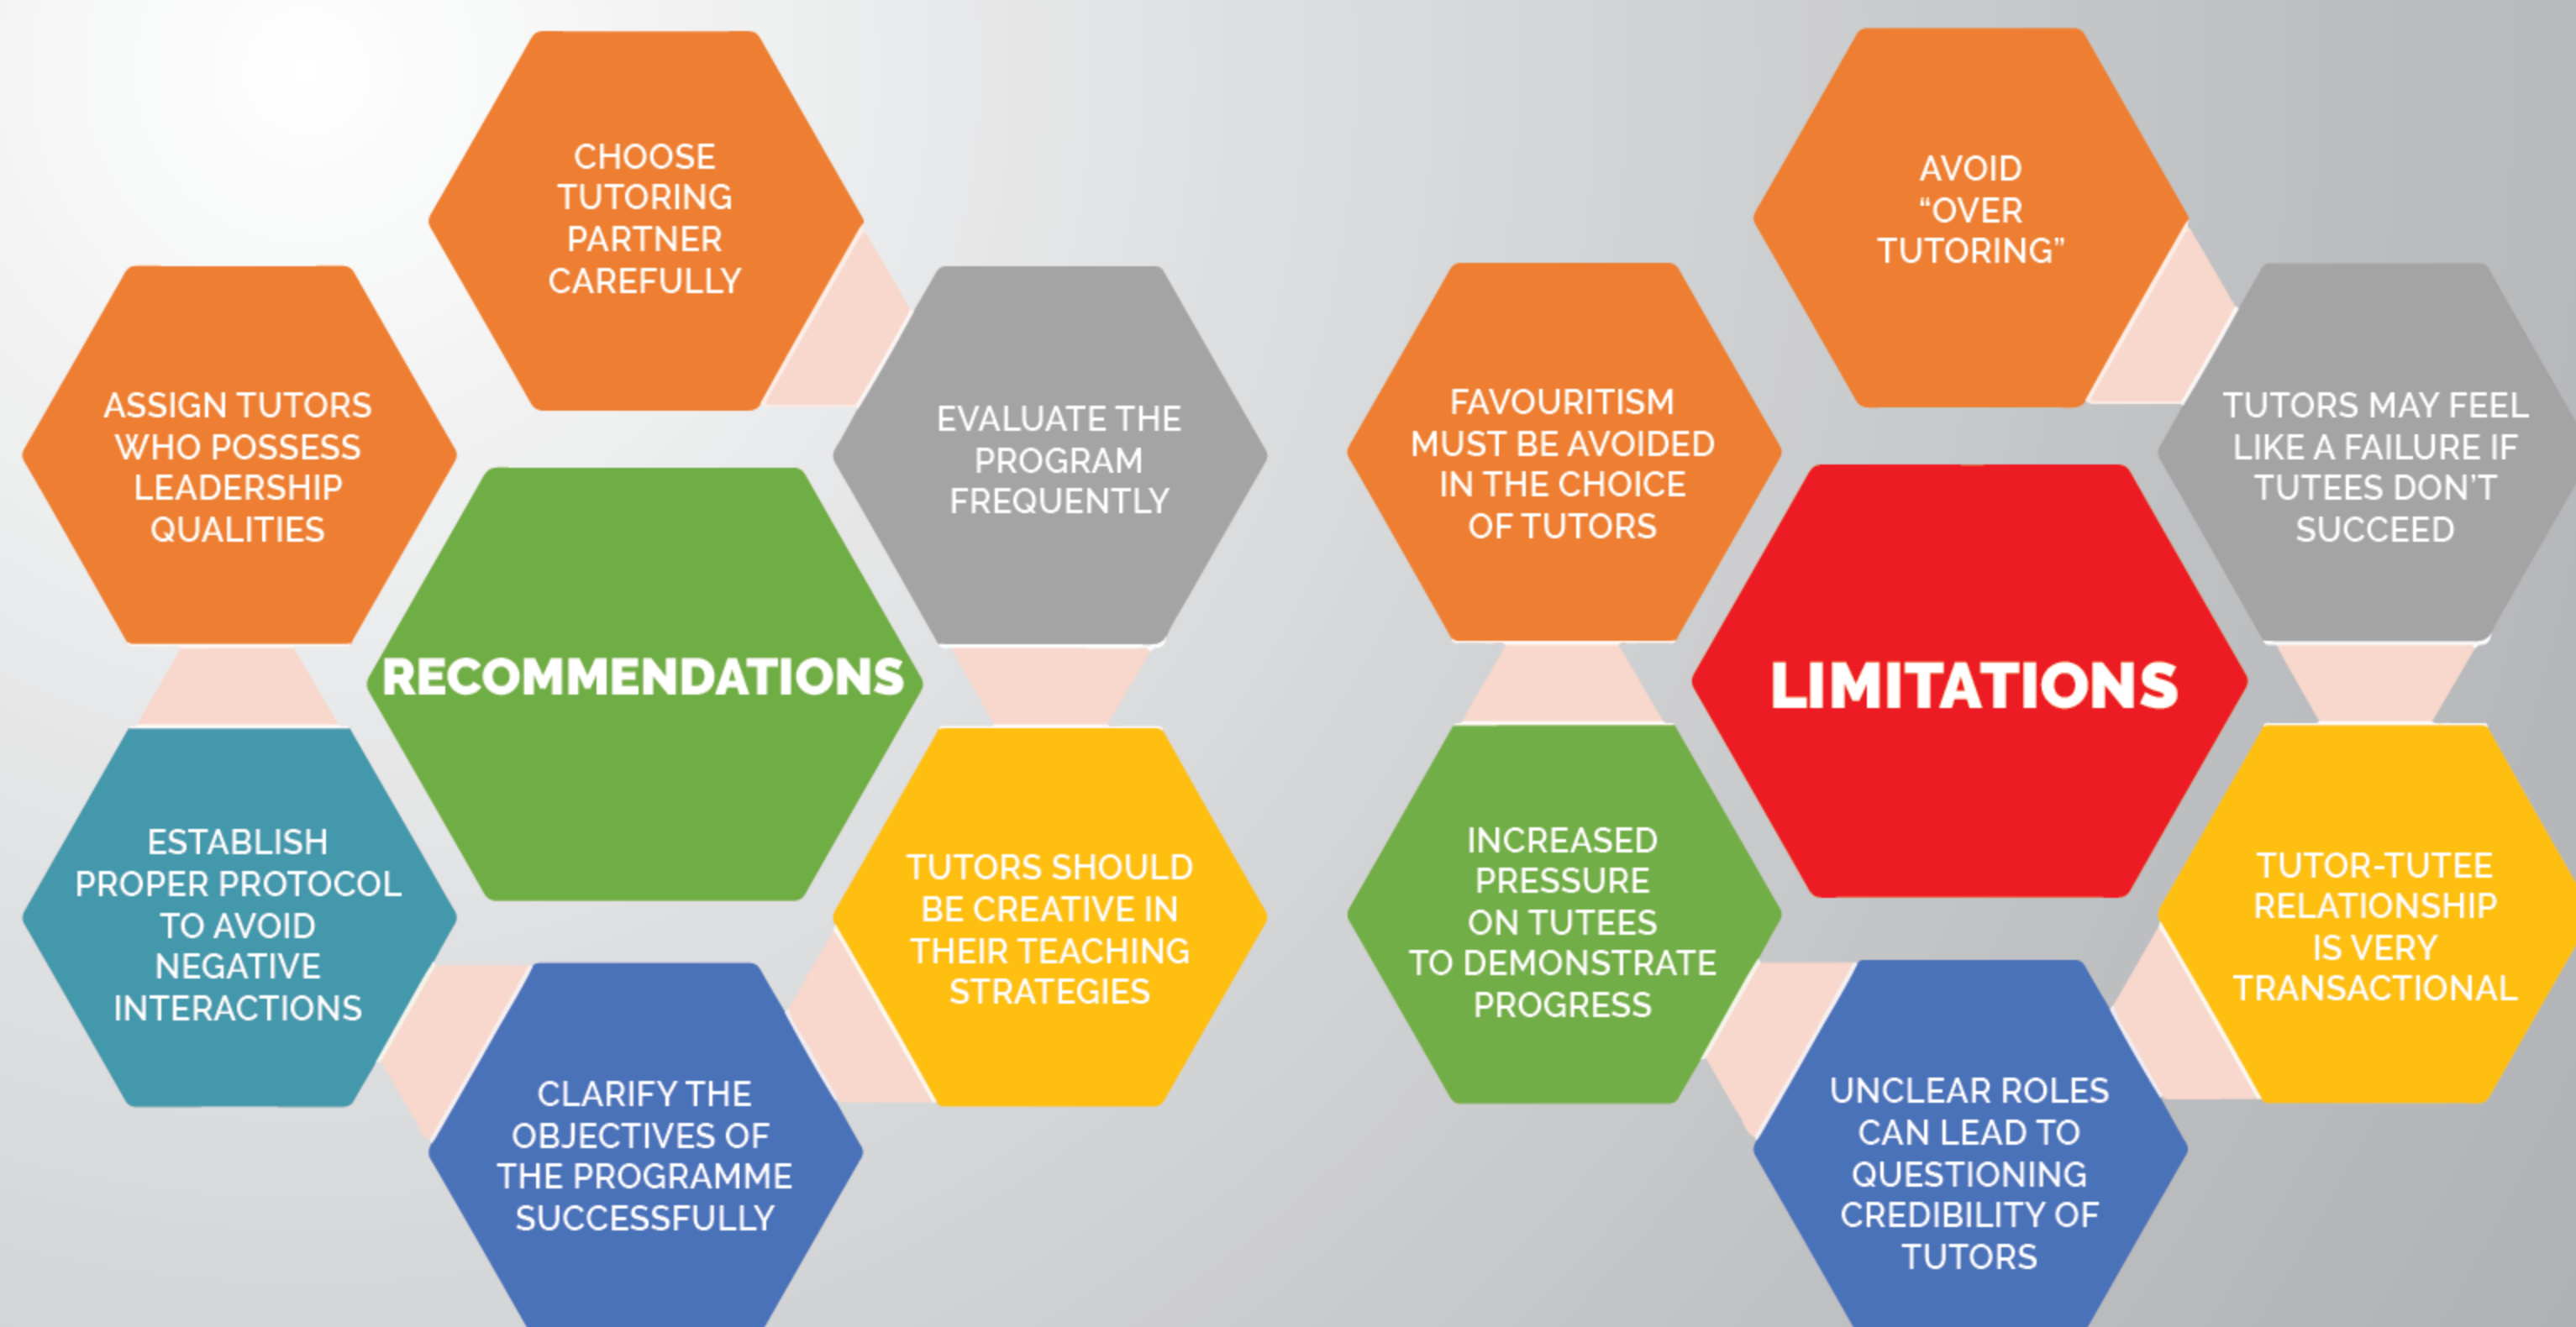 CHOOSE
TUTORING
PARTNER
CAREFULLY
ASSIGN TUTORS
WHO POSSESS
LEADERSHIP
QUALITIES
EVALUATE THE
PROGRAM
FREQUENTLY
RECOMMENDATIONS
ESTABLISH
PROPER PROTOCOL
TO AVOID
NEGATIVE
INTERACTIONS
TUTORS SHOULD
BE CREATIVE IN
THEIR TEACHING
STRATEGIES
CLARIFY THE
OBJECTIVES OF
THE PROGRAMME
SUCCESSFULLY
AVOID
“OVER
TUTORING”
FAVOURITISM
MUST BE AVOIDED
IN THE CHOICE
OF TUTORS
TUTORS MAY FEEL
LIKE A FAILURE IF
TUTEES DON’T
SUCCEED
LIMITATIONS
INCREASED
PRESSURE
ON TUTEES
TO DEMONSTRATE
PROGRESS
TUTOR-TUTEE
RELATIONSHIP
IS VERY
TRANSACTIONAL
UNCLEAR ROLES
CAN LEAD TO
QUESTIONING
CREDIBILITY OF
TUTORS